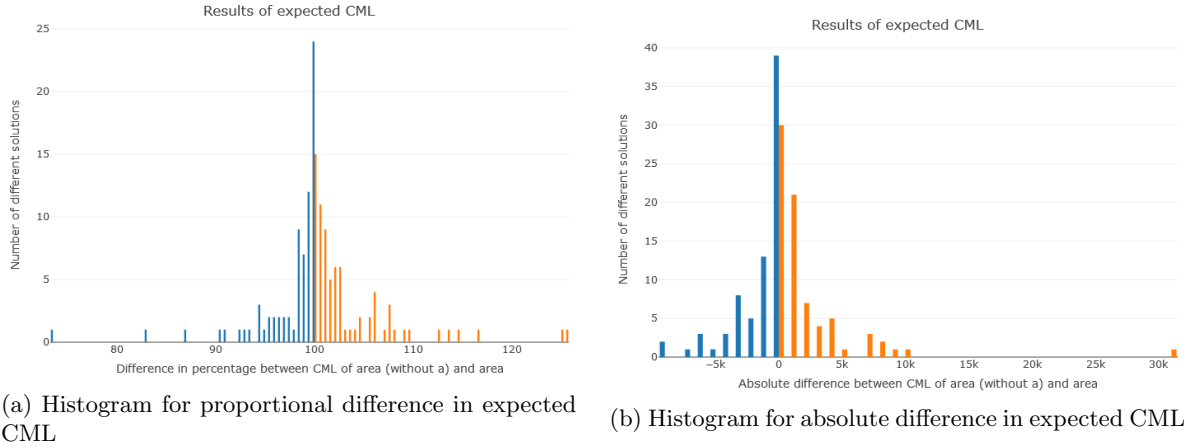 Results of expected CML
25
20
15
10
5
0
Number of different solutions
80
90
100
110
120
Difference in percentage between CML of area (without a) and area
(a) Histogram for proportional difference in expected
CML
Results of expected CML
40
35
30
25
20
15
10
5
0
Number of different solutions
−5k
0
5k
10k
15k
20k
25k
30k
Absolute difference between CML of area (without a) and area
(b) Histogram for absolute difference in expected CML